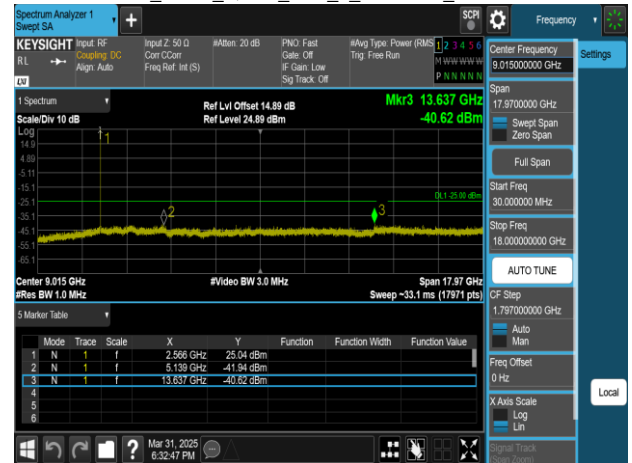 Spectrum Analyzer 1
Swept SA
SCPI
Frequency
KEYSIGHT
RL
LXI
Input: RF
Coupling: DC
Align: Auto
Input Z: 50 Ω
Corr CCorr
Freq Ref: Int (S)
#Atten: 20 dB
PNO: Fast
Gate: Off
IF Gain: Low
Sig Track: Off
#Avg Type: Power (RMS
Trig: Free Run
1 2 3 4 5 6
M W W W W W
P N N N N N
1 Spectrum
Scale/Div 10 dB
Ref Lvl Offset 14.89 dB
Ref Level 24.89 dBm
Mkr3 13.637 GHz
-40.62 dBm
Log
14.9
4.89
-5.11
-15.1
-25.1
-35.1
-45.1
-55.1
-65.1
1
2
3
DL1 -25.00 dBm
Center 9.015 GHz
#Res BW 1.0 MHz
#Video BW 3.0 MHz
Span 17.97 GHz
Sweep ~33.1 ms (17971 pts)
5 Marker Table
Mode Trace Scale X Y Function Function Width Function Value
1 N 1 f 2.566 GHz 25.04 dBm
2 N 1 f 5.139 GHz -41.94 dBm
3 N 1 f 13.637 GHz -40.62 dBm
4
5
6
Mar 31, 2025
6:32:47 PM
Center Frequency
9.015000000 GHz
Settings
Span
17.9700000 GHz
Swept Span
Zero Span
Full Span
Start Freq
30.000000 MHz
Stop Freq
18.000000000 GHz
AUTO TUNE
CF Step
1.797000000 GHz
Auto
Man
Freq Offset
0 Hz
X Axis Scale
Log
Lin
Local
Signal Track
(Span Zoom)